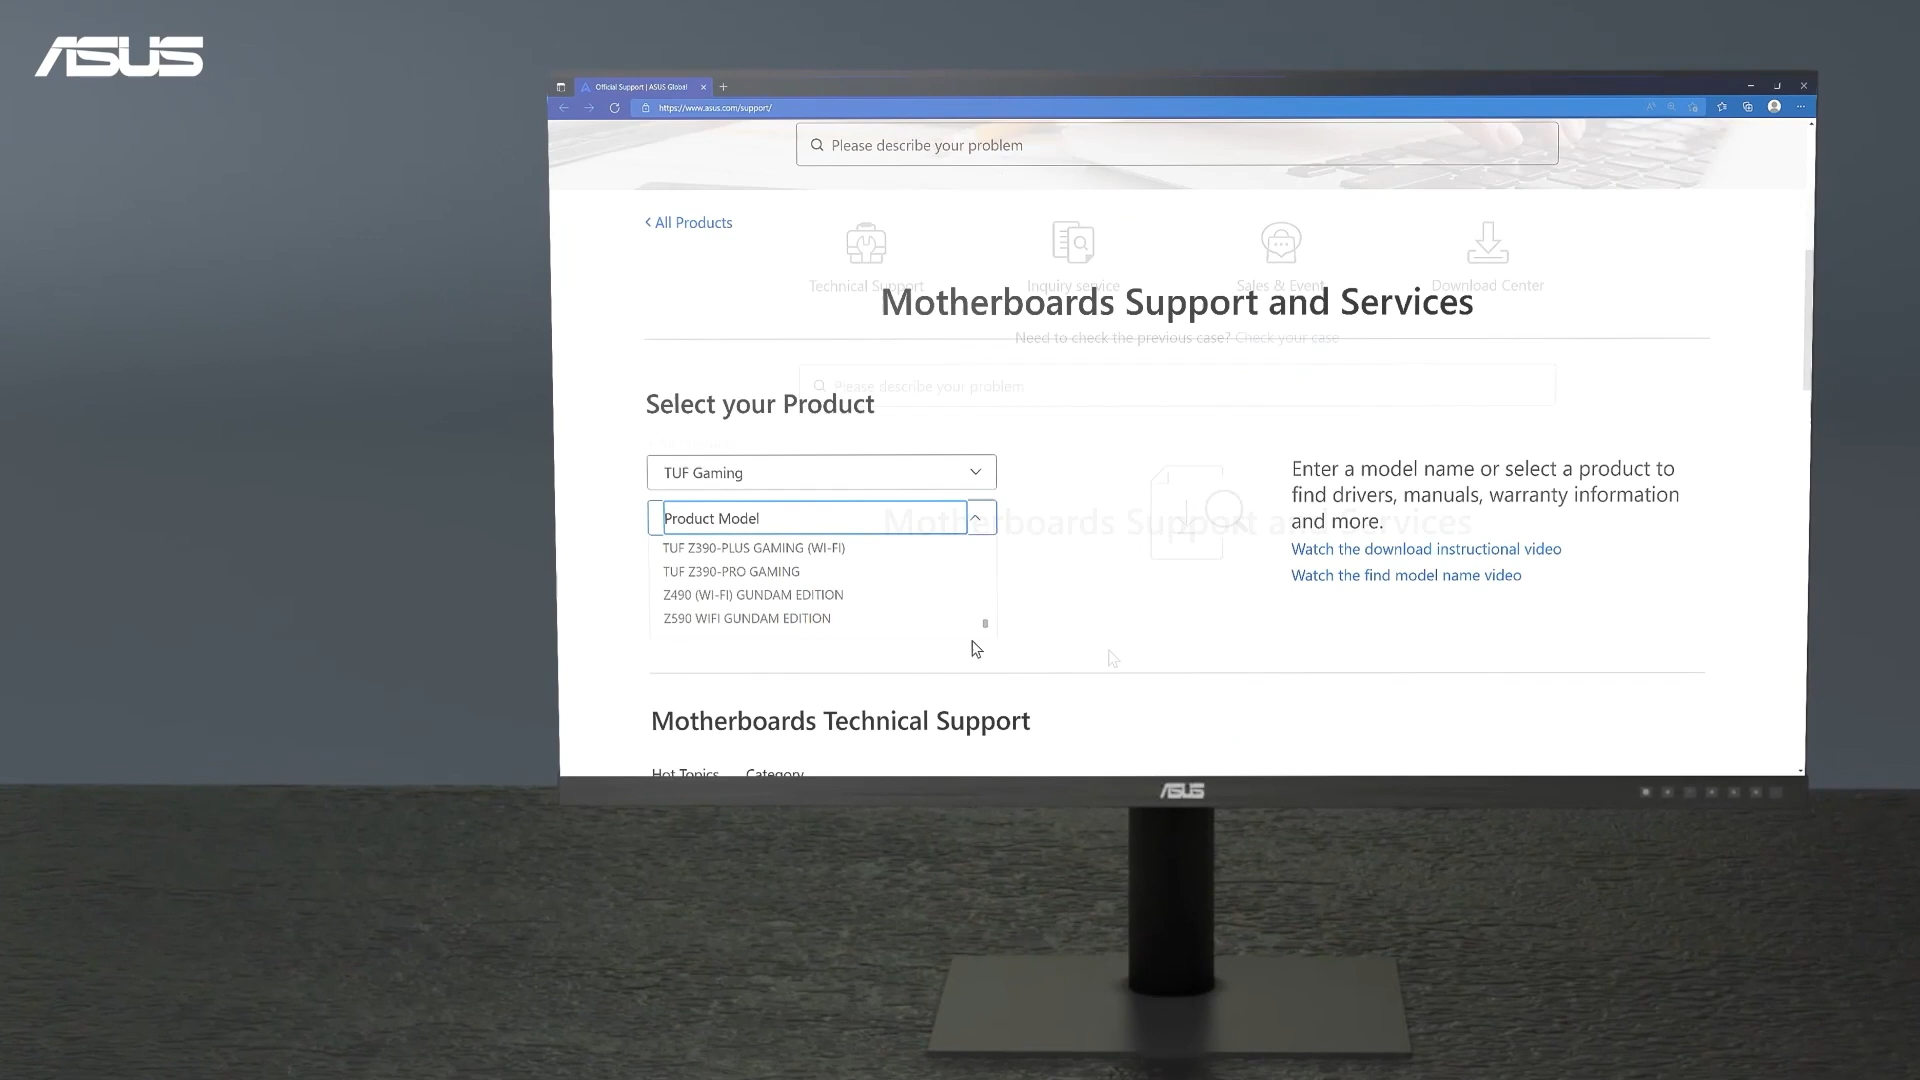 ASUS
Official Support | ASUS Global
https://www.asus.com/support/
Please describe your problem
All Products
Technical Support
Inquiry service
Sales & Event
Download Center
Motherboards Support and Services
Need to check the previous case? Check your case
Please describe your problem
Select your Product
TUF Gaming
Product Model
Motherboards Support and Services
TUF Z390-PLUS GAMING (WI-FI)
TUF Z390-PRO GAMING
Z490 (WI-FI) GUNDAM EDITION
Z590 WIFI GUNDAM EDITION
Enter a model name or select a product to
find drivers, manuals, warranty information
and more.
Watch the download instructional video
Watch the find model name video
Motherboards Technical Support
Hot Topics
Category
ASUS